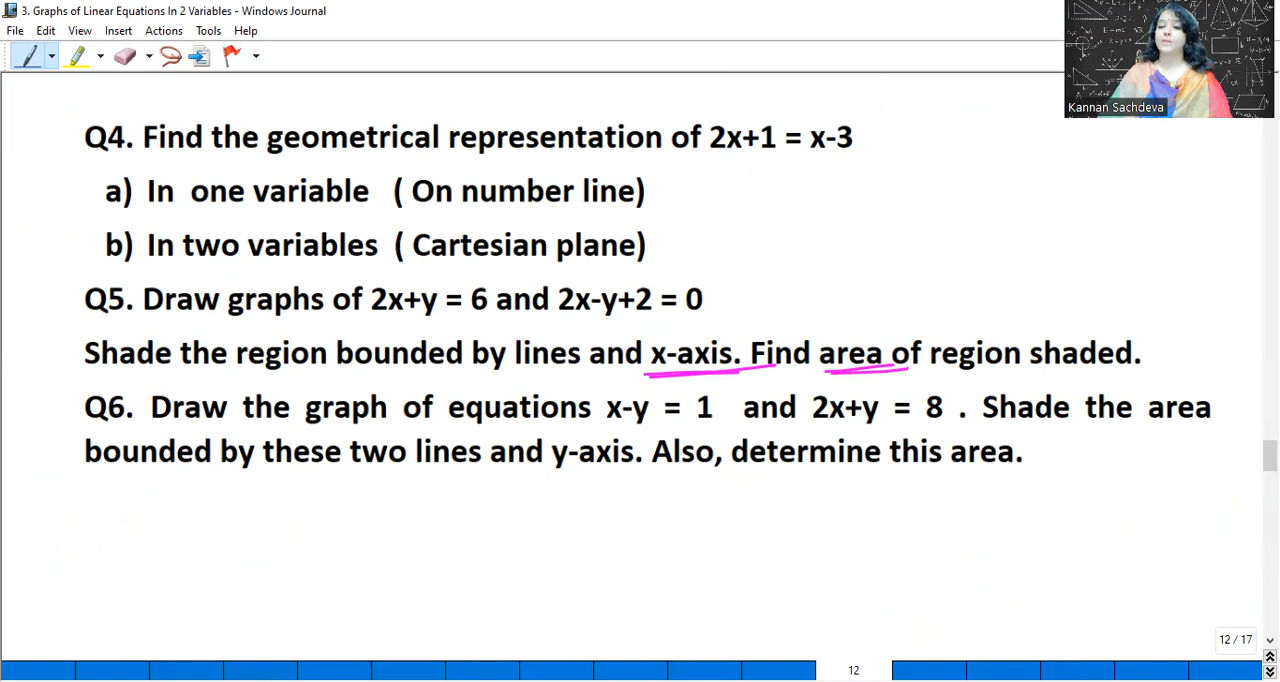 3. Graphs of Linear Equations In 2 Variables - Windows Journal
File Edit View Insert Actions Tools Help
Kannan Sachdeva
Q4. Find the geometrical representation of 2x+1 = x-3
a) In one variable ( On number line)
b) In two variables ( Cartesian plane)
Q5. Draw graphs of 2x+y = 6 and 2x-y+2 = 0
Shade the region bounded by lines and x-axis. Find area of region shaded.
Q6. Draw the graph of equations x-y = 1 and 2x+y = 8 . Shade the area
bounded by these two lines and y-axis. Also, determine this area.
12 / 17
12